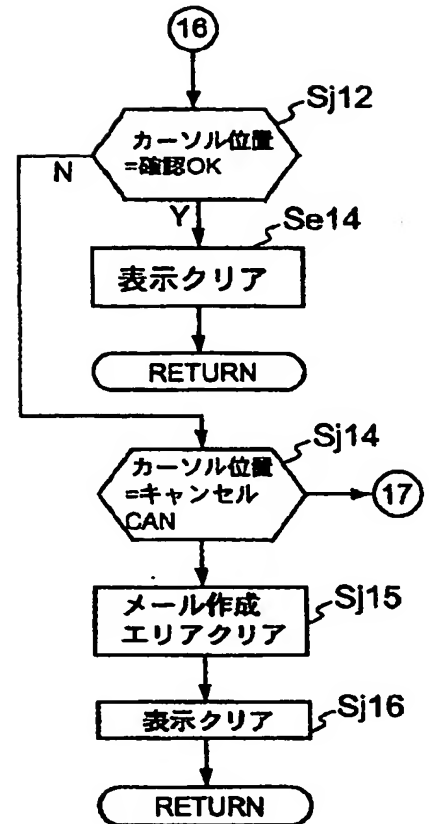 16
Sj12
カーソル位置
=確認OK
N
Y
Se14
表示クリア
RETURN
Sj14
カーソル位置
=キャンセル
CAN
17
メール作成
エリアクリア
Sj15
表示クリア
Sj16
RETURN